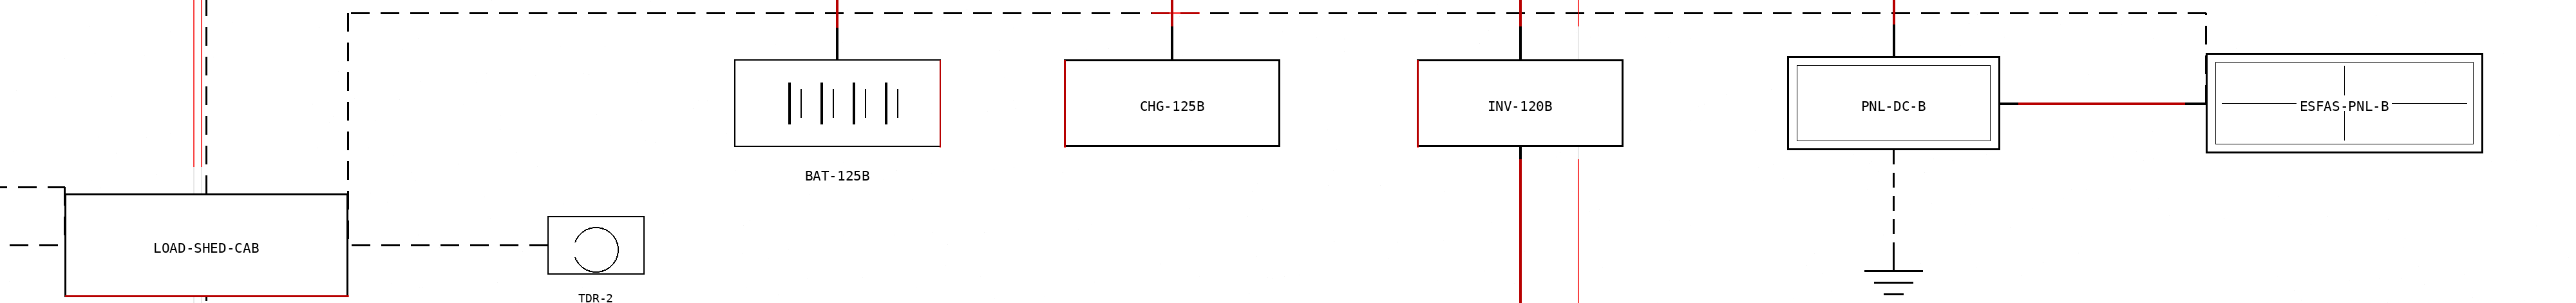 CHG-125B
INV-120B
PNL-DC-B
ESFAS-PNL-B
BAT-125B
LOAD-SHED-CAB
TDR-2